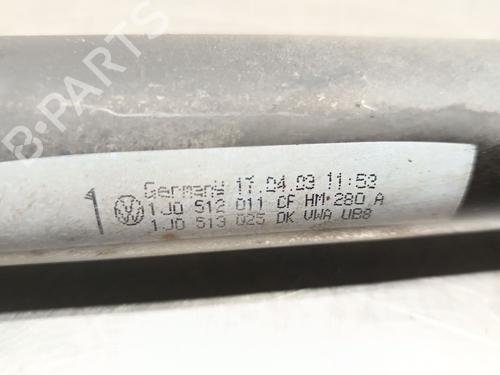 B-PARTS
1
Germany 17.04.03 11:53
1J0 512 011 CF HM 280 A
1J0 513 025 DK VWA UB8